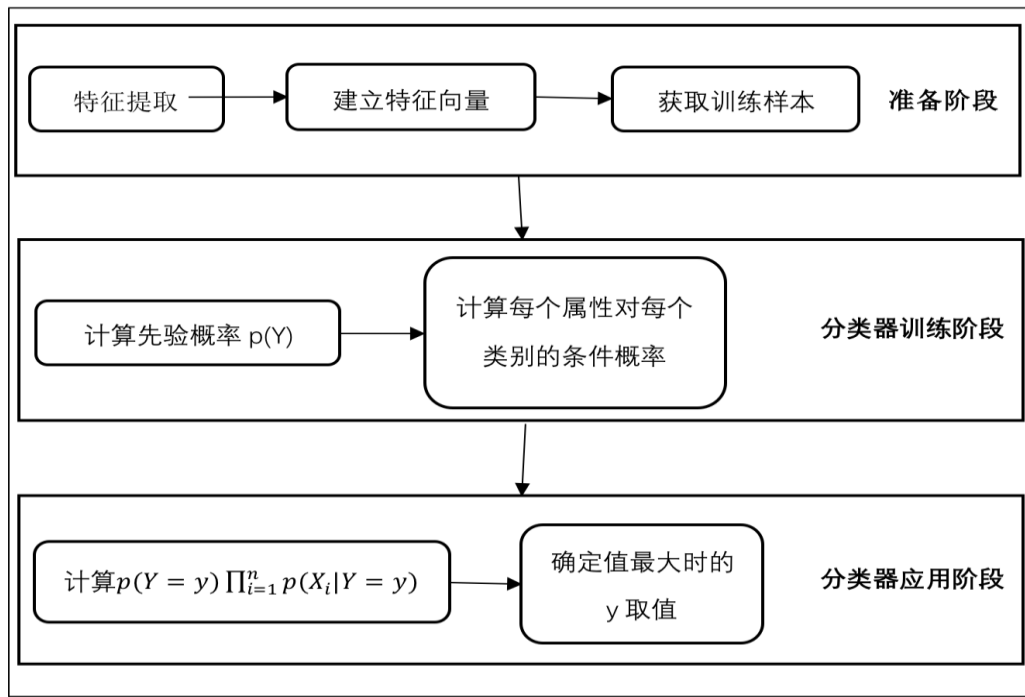 特征提取
建立特征向量
获取训练样本
准备阶段
计算先验概率 p(Y)
计算每个属性对每个
类别的条件概率
分类器训练阶段
计算p(Y = y) ∏ⁿᵢ₌₁ p(Xᵢ|Y = y)
确定值最大时的
y 取值
分类器应用阶段